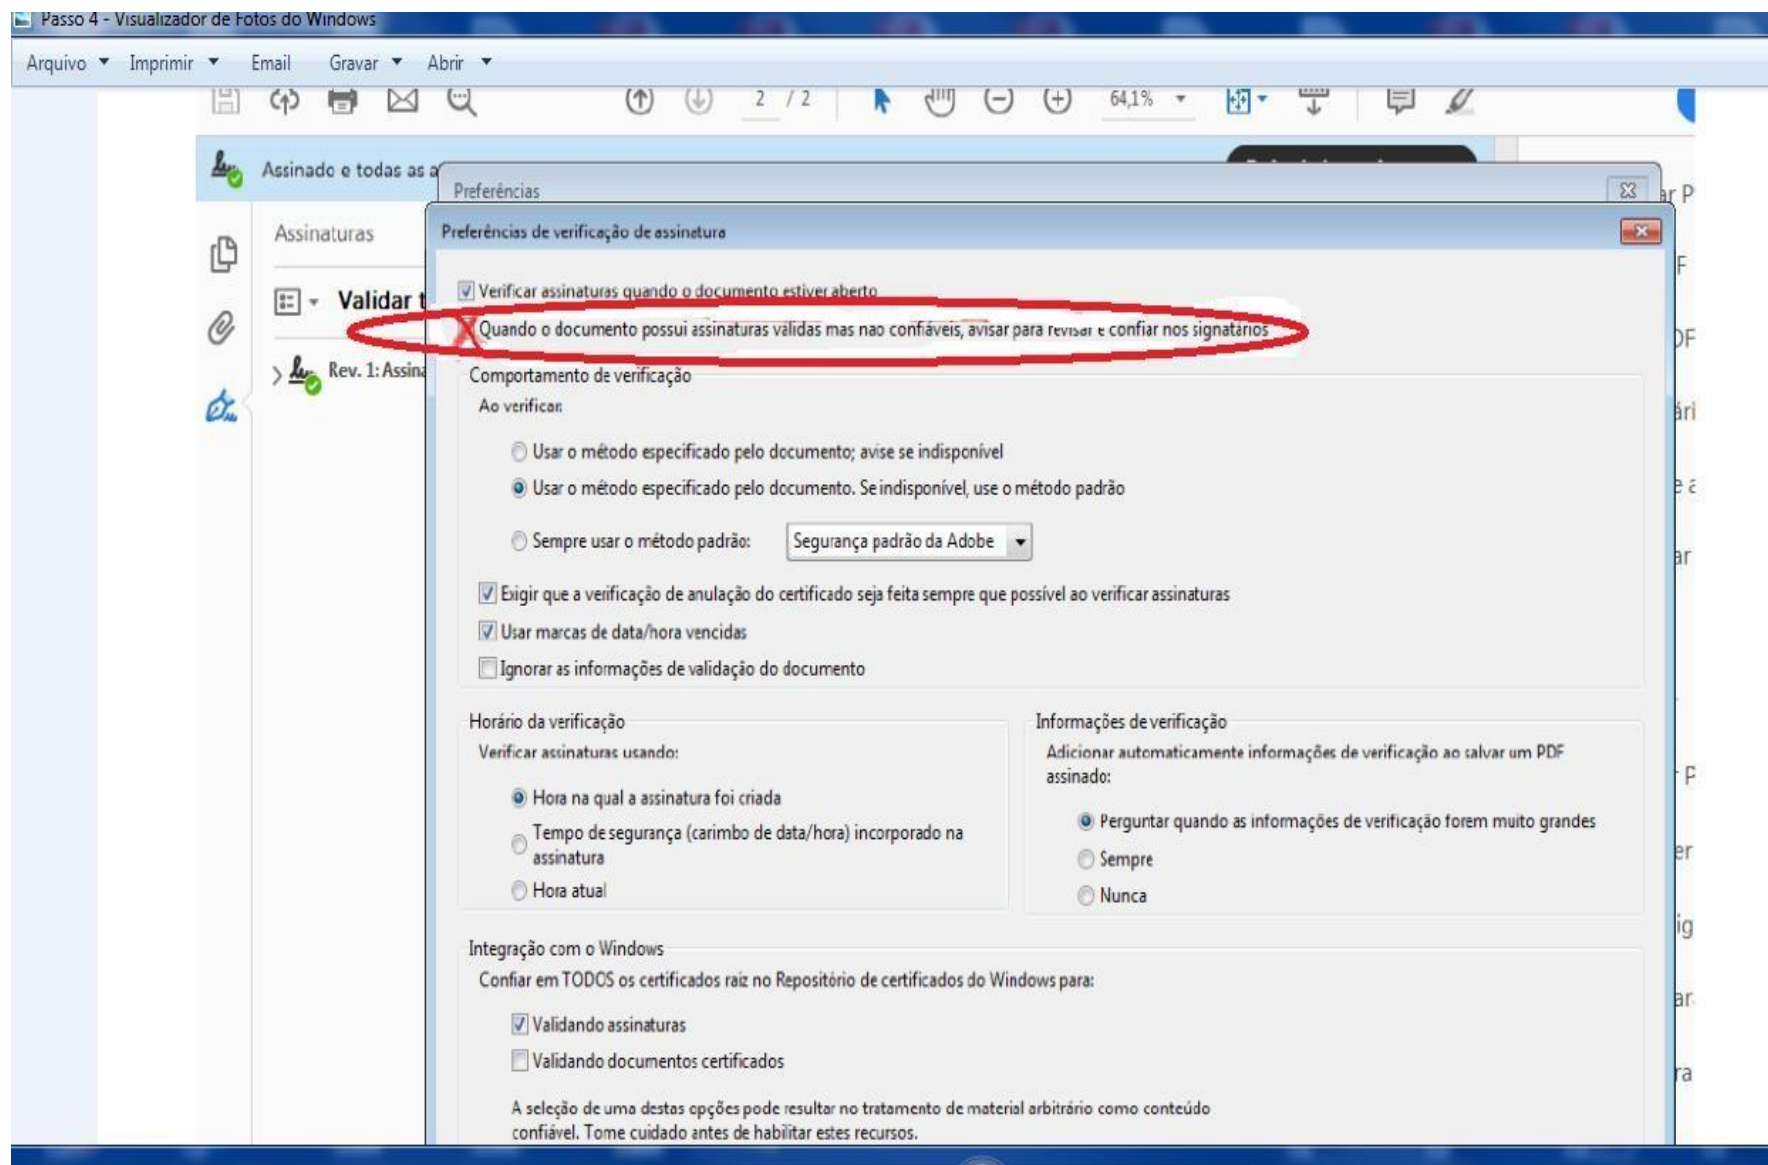 Passo 4 - Visualizador de Fotos do Windows
Arquivo Imprimir Email Gravar Abrir
2 / 2 64,1%
Assinado e todas as a
Preferências
ar P
Assinaturas
Preferências de verificação de assinatura
F
Verificar assinaturas quando o documento estiver aberto
Validar t
Quando o documento possui assinaturas válidas mas nao confiáveis, avisar para revisar e confiar nos signatários
DF
Rev. 1: Assina
Comportamento de verificação
Ao verificar:
ári
Usar o método especificado pelo documento; avise se indisponível
Usar o método especificado pelo documento. Se indisponível, use o método padrão
e a
Sempre usar o método padrão: Segurança padrão da Adobe
ar
Exigir que a verificação de anulação do certificado seja feita sempre que possível ao verificar assinaturas
Usar marcas de data/hora vencidas
Ignorar as informações de validação do documento
Horário da verificação
Verificar assinaturas usando:
Hora na qual a assinatura foi criada
Tempo de segurança (carimbo de data/hora) incorporado na
assinatura
Hora atual
Informações de verificação
Adicionar automaticamente informações de verificação ao salvar um PDF
assinado:
P
Perguntar quando as informações de verificação forem muito grandes
Sempre
er
Nunca
ig
Integração com o Windows
Confiar em TODOS os certificados raiz no Repositório de certificados do Windows para:
ar
Validando assinaturas
Validando documentos certificados
ra
A seleção de uma destas opções pode resultar no tratamento de material arbitrário como conteúdo
confiável. Tome cuidado antes de habilitar estes recursos.